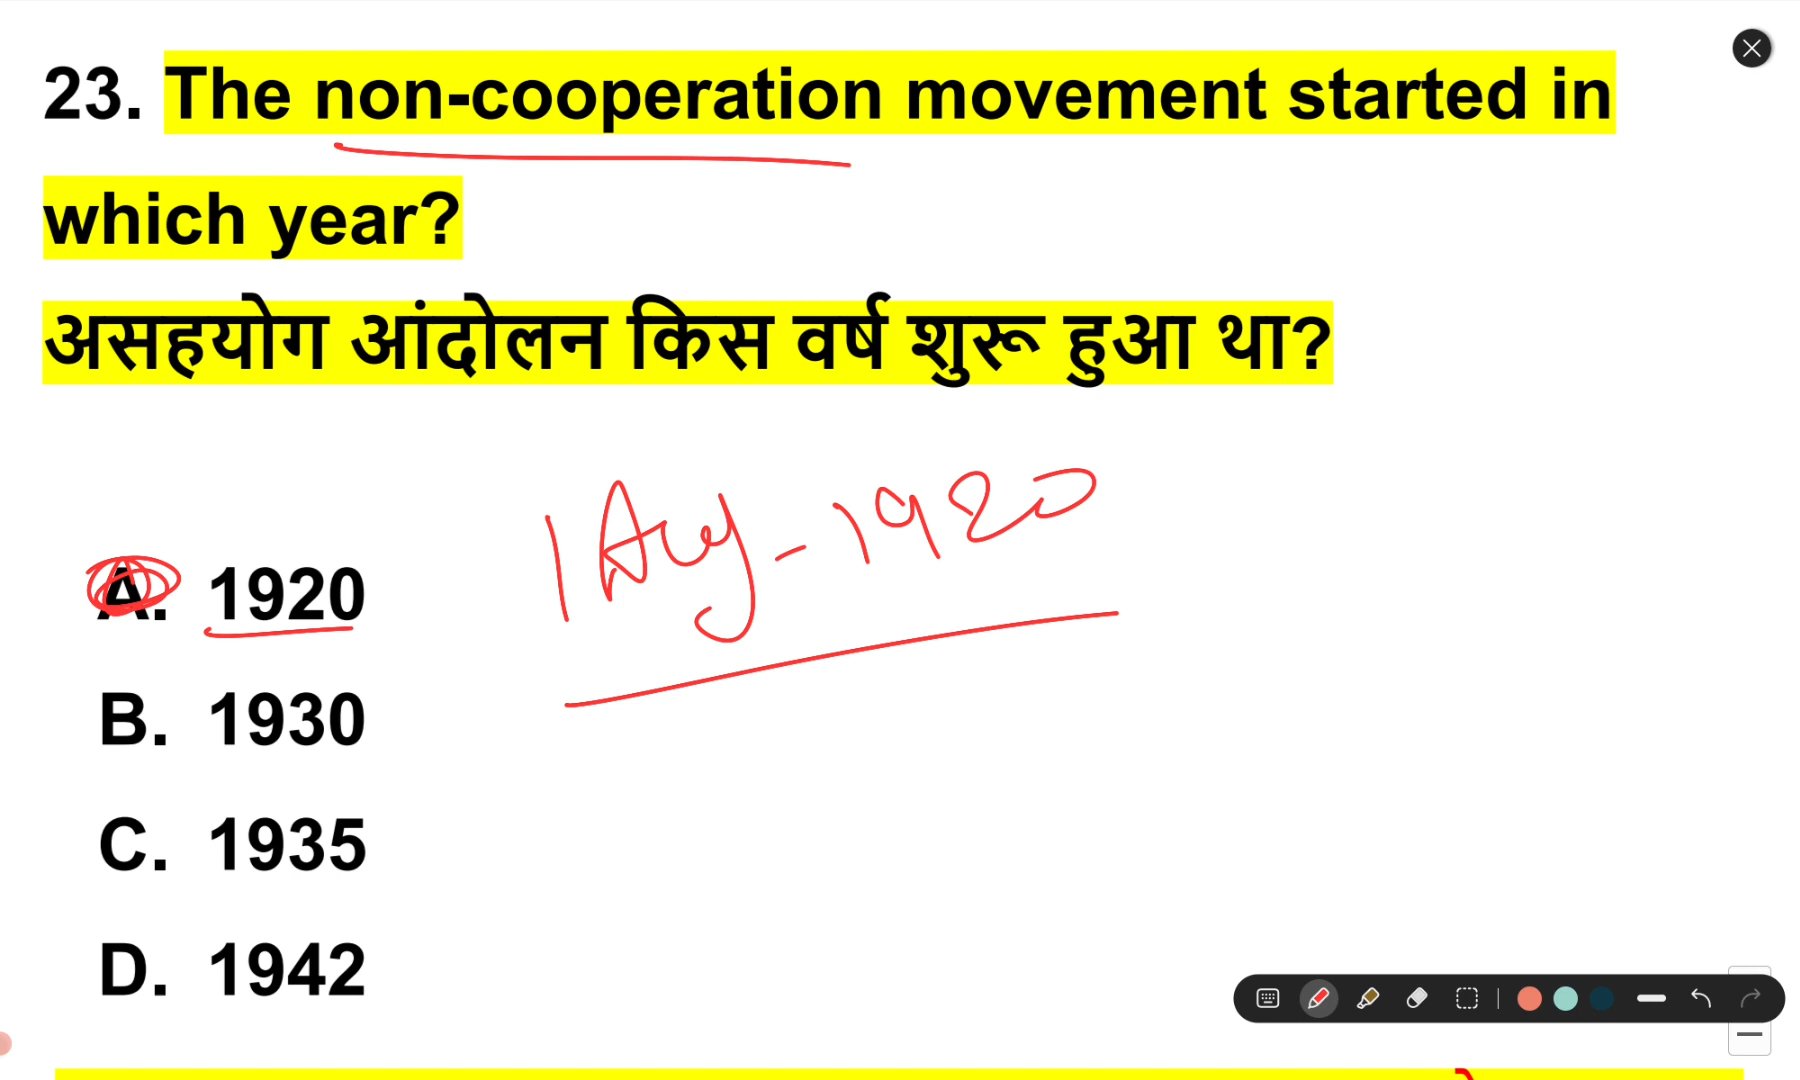 23. The non-cooperation movement started in
which year?
असहयोग आंदोलन किस वर्ष शुरू हुआ था?
1 Aug - 1920
A. 1920
B. 1930
C. 1935
D. 1942